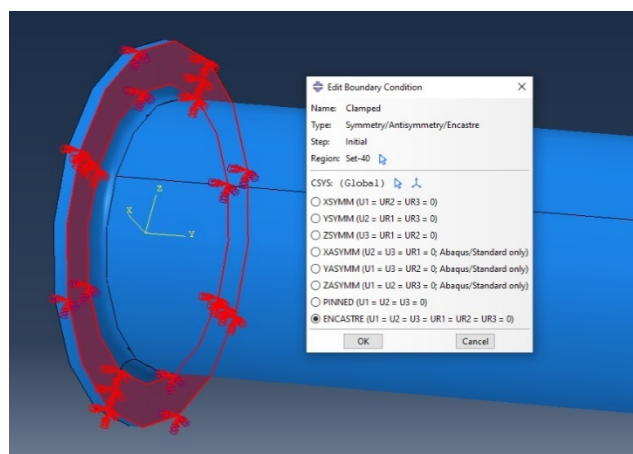 Edit Boundary Condition
Name: Clamped
Type: Symmetry/Antisymmetry/Encastre
Step: Initial
Region: Set-40
CSYS: (Global)
XSYMM (U1 = UR2 = UR3 = 0)
YSYMM (U2 = UR1 = UR3 = 0)
ZSYMM (U3 = UR1 = UR2 = 0)
XASYMM (U2 = U3 = UR1 = 0; Abaqus/Standard only)
YASYMM (U1 = U3 = UR2 = 0; Abaqus/Standard only)
ZASYMM (U1 = U2 = UR3 = 0; Abaqus/Standard only)
PINNED (U1 = U2 = U3 = 0)
ENCASTRE (U1 = U2 = U3 = UR1 = UR2 = UR3 = 0)
OK Cancel
Z
X
Y